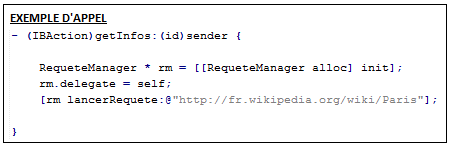 EXEMPLE D'APPEL
- (IBAction)getInfos:(id)sender {
RequeteManager * rm = [[RequeteManager alloc] init];
rm.delegate = self;
[rm lancerRequete:@"http://fr.wikipedia.org/wiki/Paris"];
}